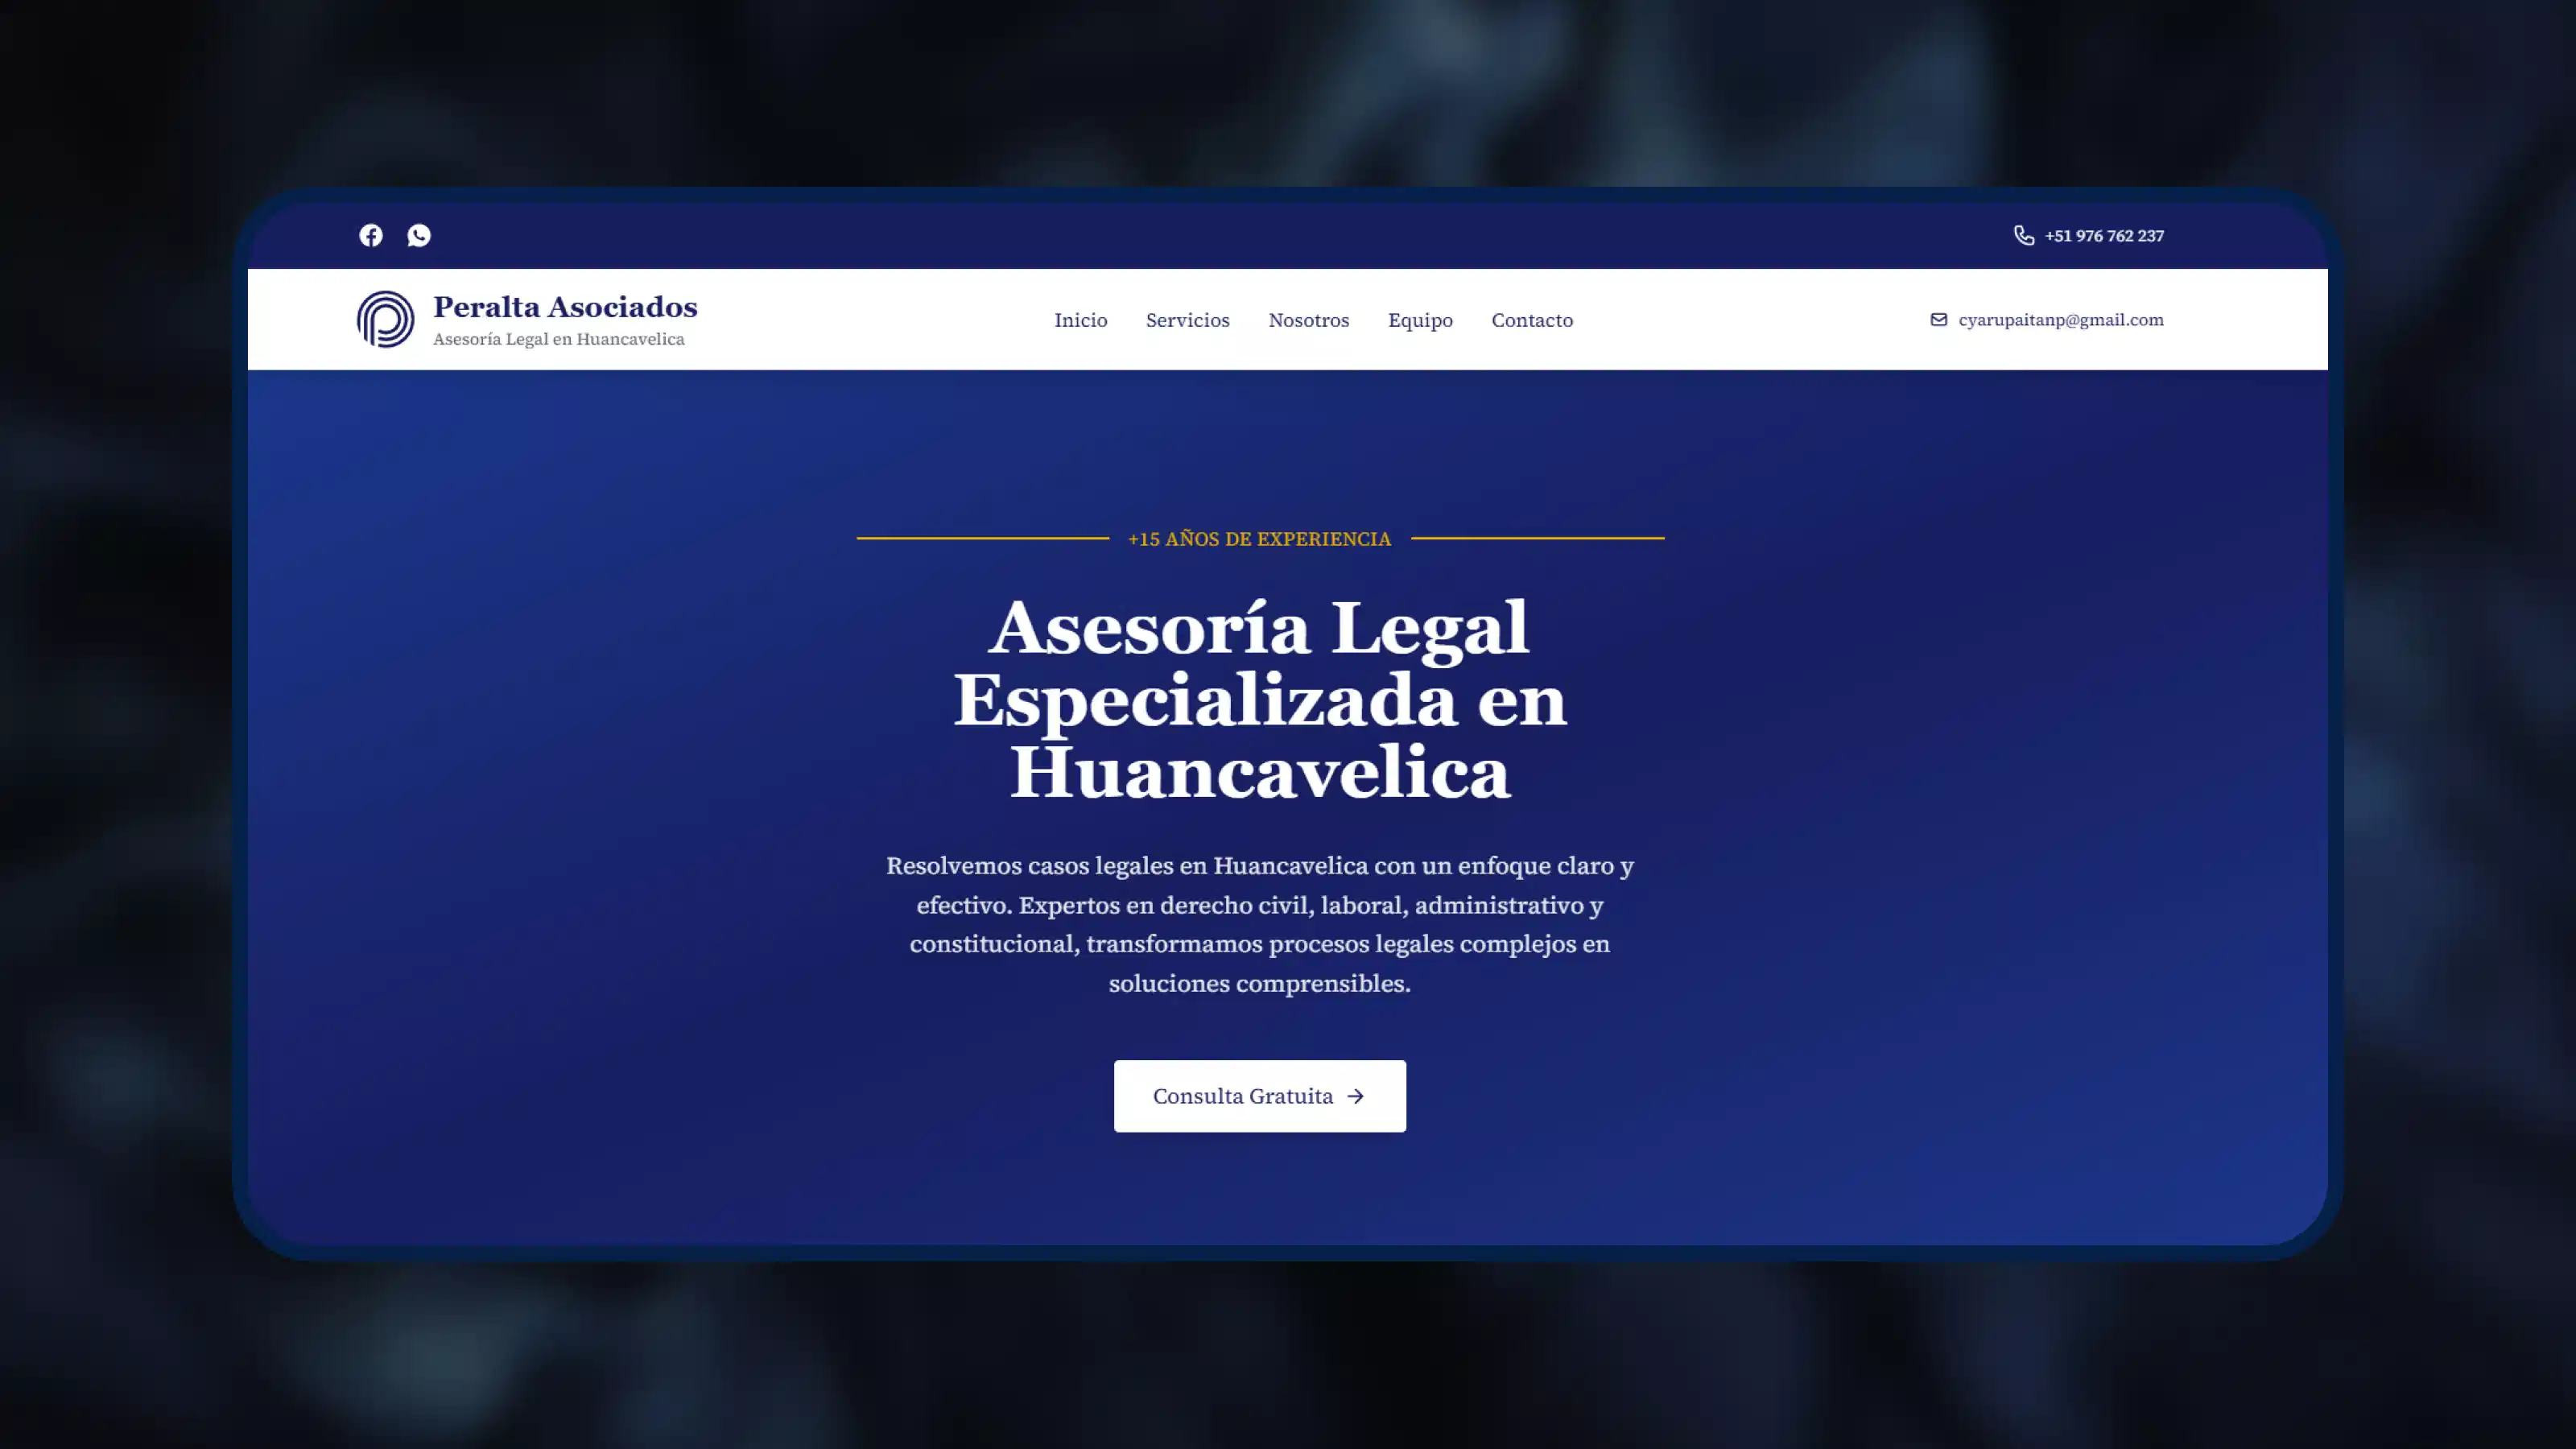 +51 976 762 237
Peralta Asociados
Asesoría Legal en Huancavelica
Inicio Servicios Nosotros Equipo Contacto
cyarupaitanp@gmail.com
+15 AÑOS DE EXPERIENCIA
Asesoría Legal
Especializada en
Huancavelica
Resolvemos casos legales en Huancavelica con un enfoque claro y
efectivo. Expertos en derecho civil, laboral, administrativo y
constitucional, transformamos procesos legales complejos en
soluciones comprensibles.
Consulta Gratuita